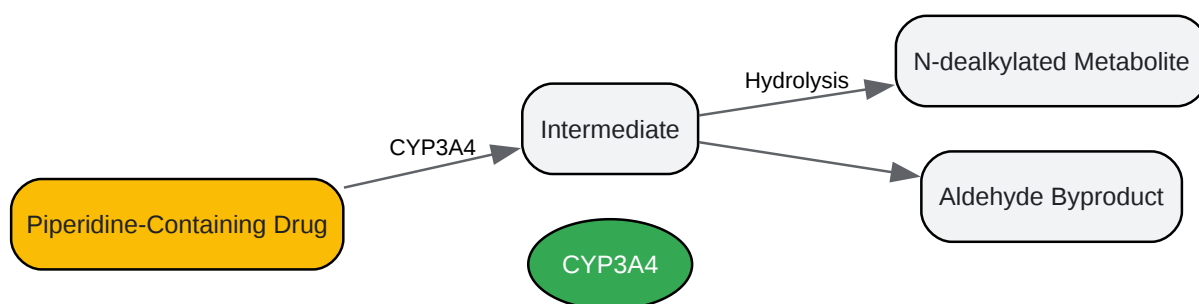 Piperidine-Containing Drug
CYP3A4
Intermediate
CYP3A4
Hydrolysis
N-dealkylated Metabolite
Aldehyde Byproduct